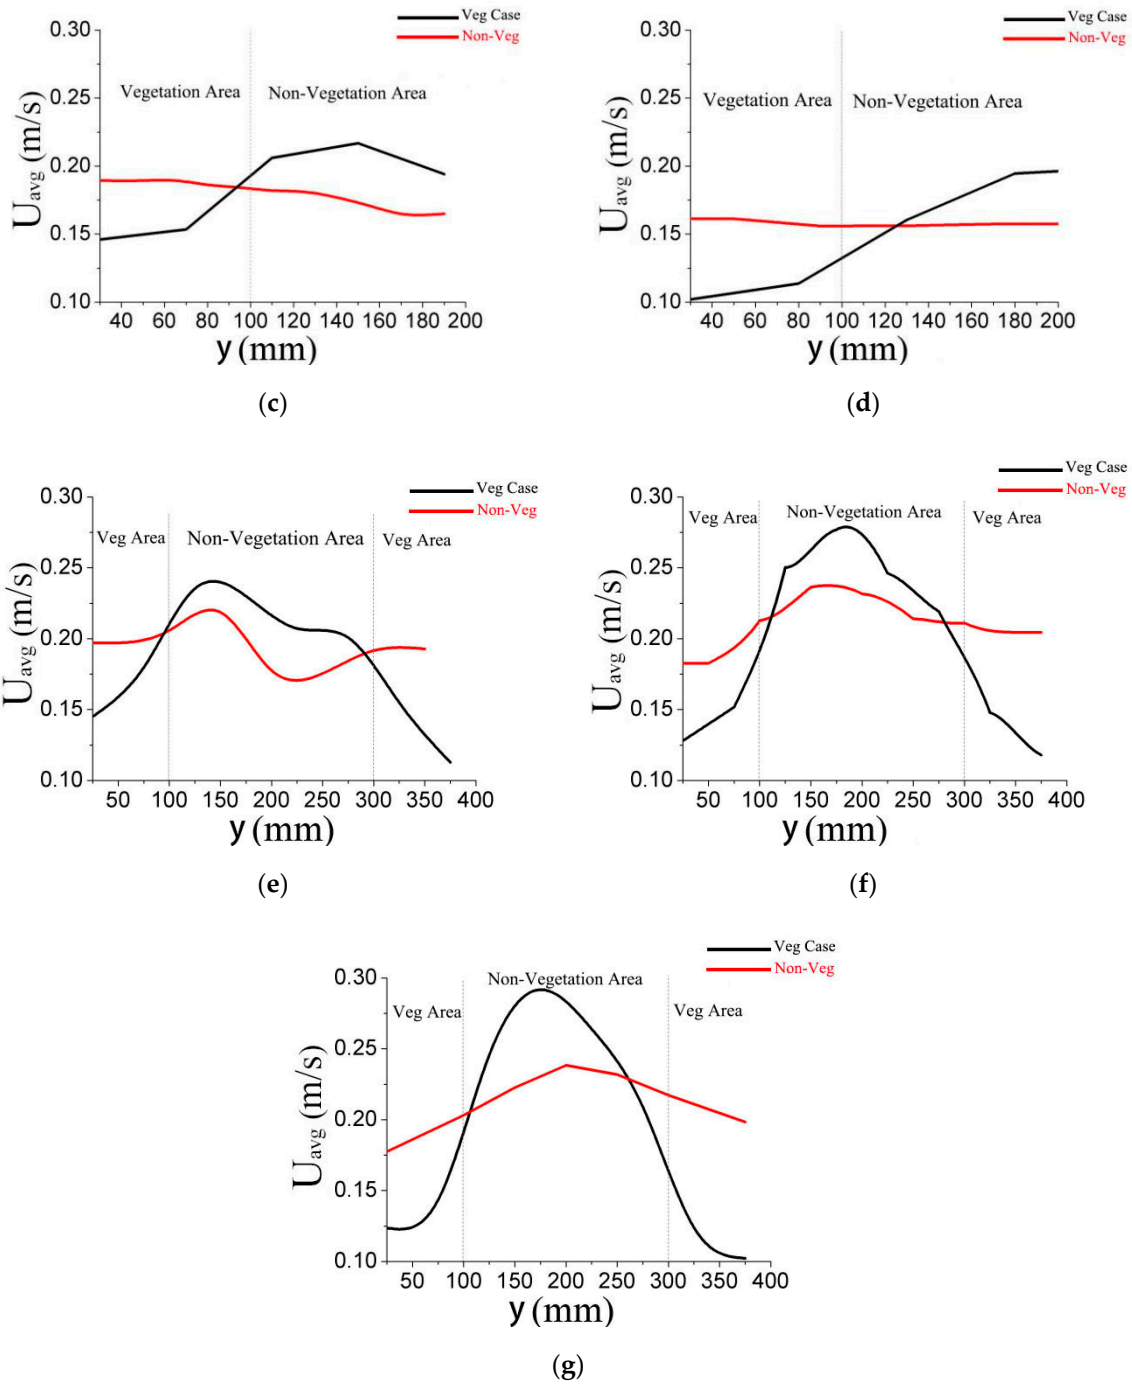 Veg Case
Non-Veg
0.30
0.25
0.20
0.15
0.10
Vegetation Area
Non-Vegetation Area
U_avg (m/s)
40 60 80 100 120 140 160 180 200
y (mm)
(c)
Veg Case
Non-Veg
0.30
0.25
0.20
0.15
0.10
Vegetation Area
Non-Vegetation Area
U_avg (m/s)
40 60 80 100 120 140 160 180 200
y (mm)
(d)
Veg Case
Non-Veg
0.30
0.25
0.20
0.15
0.10
Veg Area
Non-Vegetation Area
Veg Area
U_avg (m/s)
50 100 150 200 250 300 350 400
y (mm)
(e)
Veg Case
Non-Veg
0.30
0.25
0.20
0.15
0.10
Veg Area
Non-Vegetation Area
Veg Area
U_avg (m/s)
50 100 150 200 250 300 350 400
y (mm)
(f)
Veg Case
Non-Veg
0.30
0.25
0.20
0.15
0.10
Veg Area
Non-Vegetation Area
Veg Area
U_avg (m/s)
50 100 150 200 250 300 350 400
y (mm)
(g)